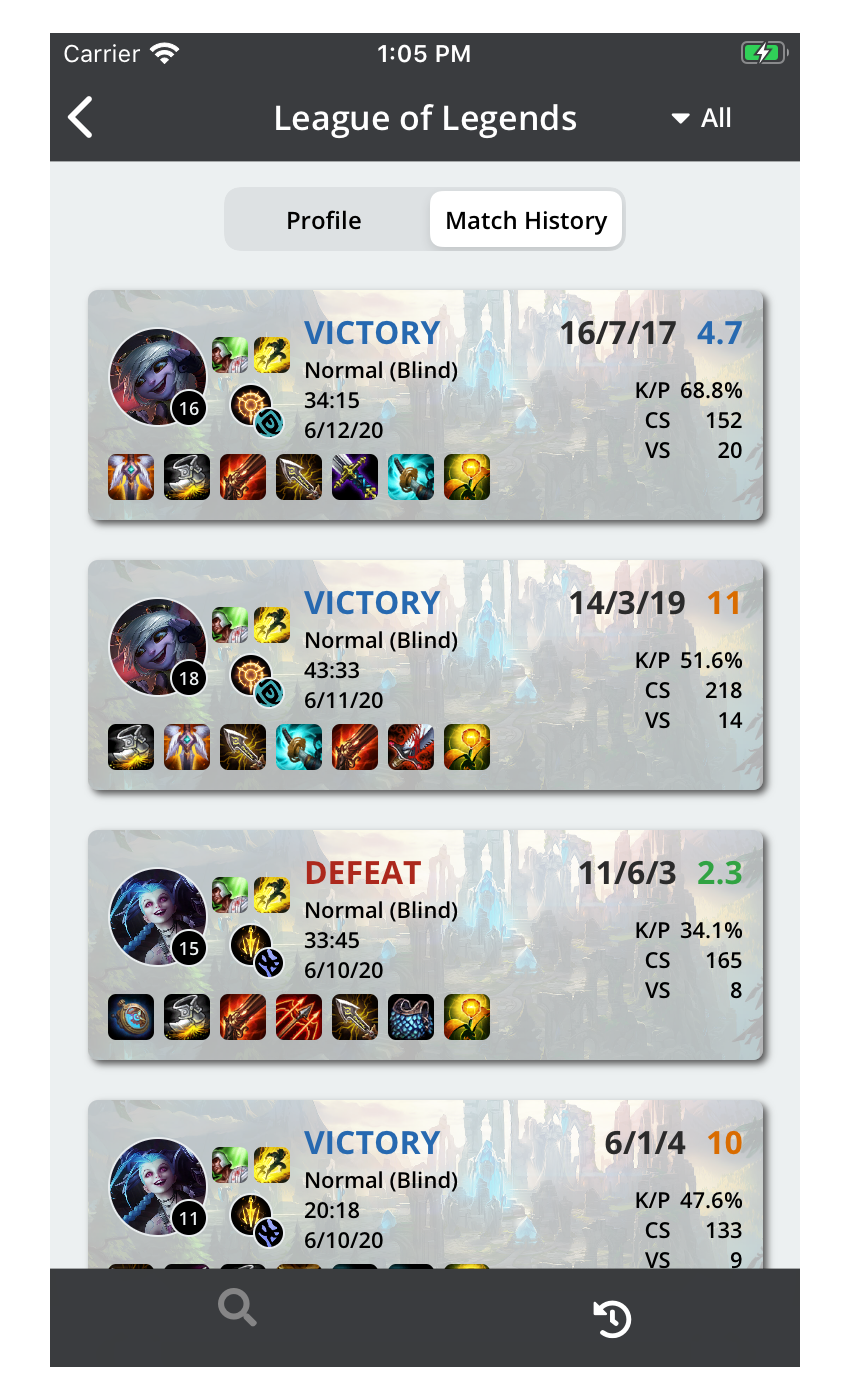 Carrier 1:05 PM
League of Legends All
Profile Match History
VICTORY 16/7/17 4.7
Normal (Blind)
K/P 68.8%
34:15
CS 152
6/12/20
VS 20
16
VICTORY 14/3/19 11
Normal (Blind)
K/P 51.6%
43:33
CS 218
6/11/20
VS 14
18
DEFEAT 11/6/3 2.3
Normal (Blind)
K/P 34.1%
33:45
CS 165
6/10/20
VS 8
15
VICTORY 6/1/4 10
Normal (Blind)
K/P 47.6%
20:18
CS 133
6/10/20
VS 9
11